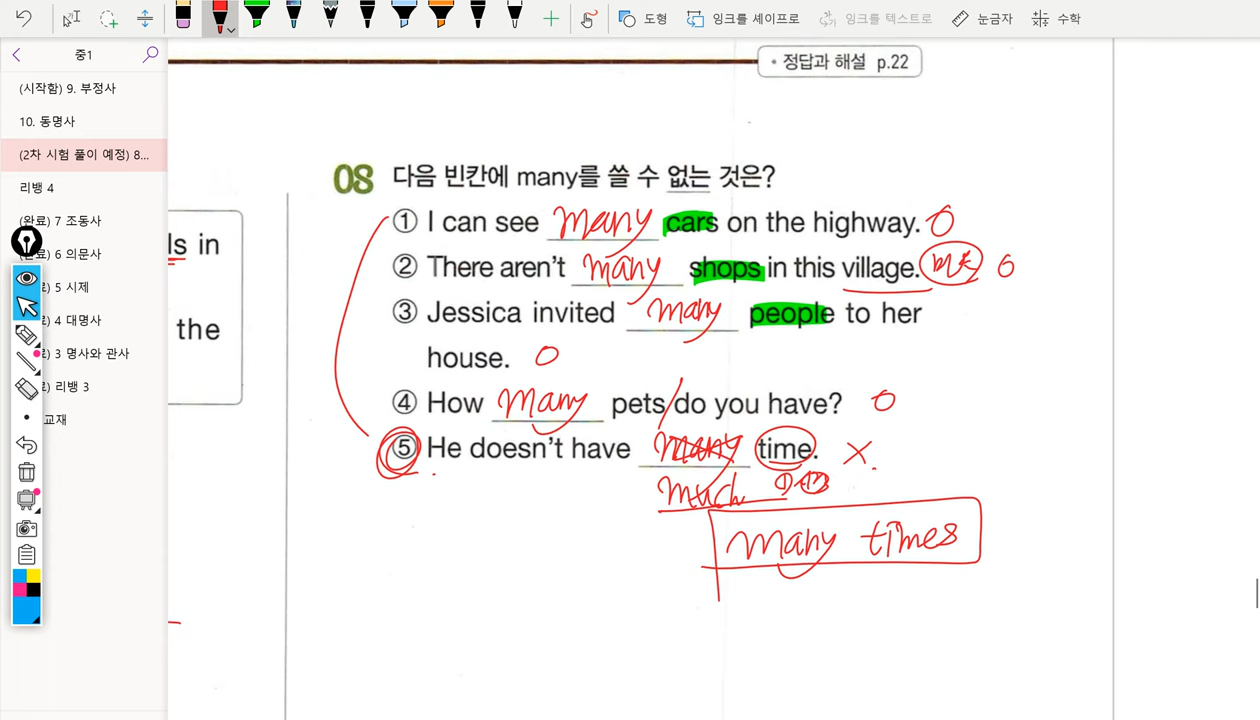 도형
잉크를 셰이프로
잉크를 텍스트로
눈금자
수학
중1
(시작함) 9. 부정사
10. 동명사
(2차 시험 풀이 예정) 8...
리뱅 4
(완료) 7 조동사
6 의문사
5 시제
4 대명사
료) 3 명사와 관사
료) 리뱅 3
교재
• 정답과 해설 p.22
ls in
the
08 다음 빈칸에 many를 쓸 수 없는 것은?
① I can see many cars on the highway. O
② There aren't many shops in this village. O
③ Jessica invited many people to her
house. O
④ How many pets / do you have? O
⑤ He doesn't have many time. X
much
many times